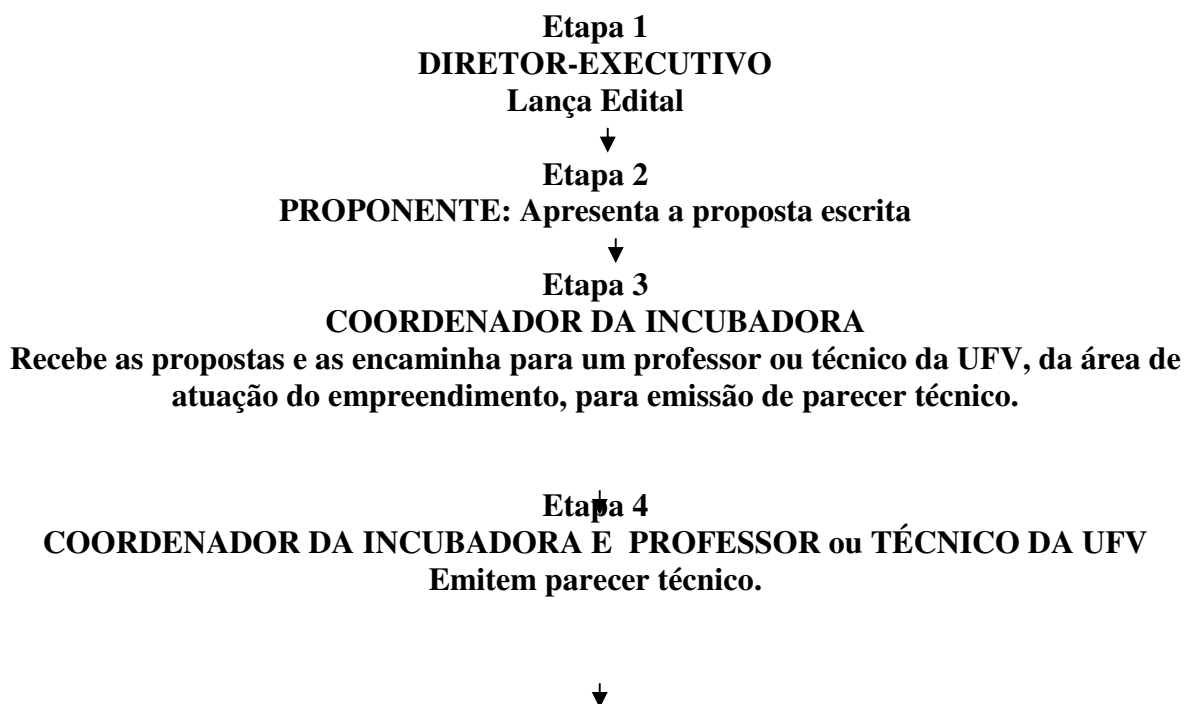 Etapa 1
DIRETOR-EXECUTIVO
Lança Edital
Etapa 2
PROPONENTE: Apresenta a proposta escrita
Etapa 3
COORDENADOR DA INCUBADORA
Recebe as propostas e as encaminha para um professor ou técnico da UFV, da área de
atuação do empreendimento, para emissão de parecer técnico.
Etapa 4
COORDENADOR DA INCUBADORA E PROFESSOR ou TÉCNICO DA UFV
Emitem parecer técnico.